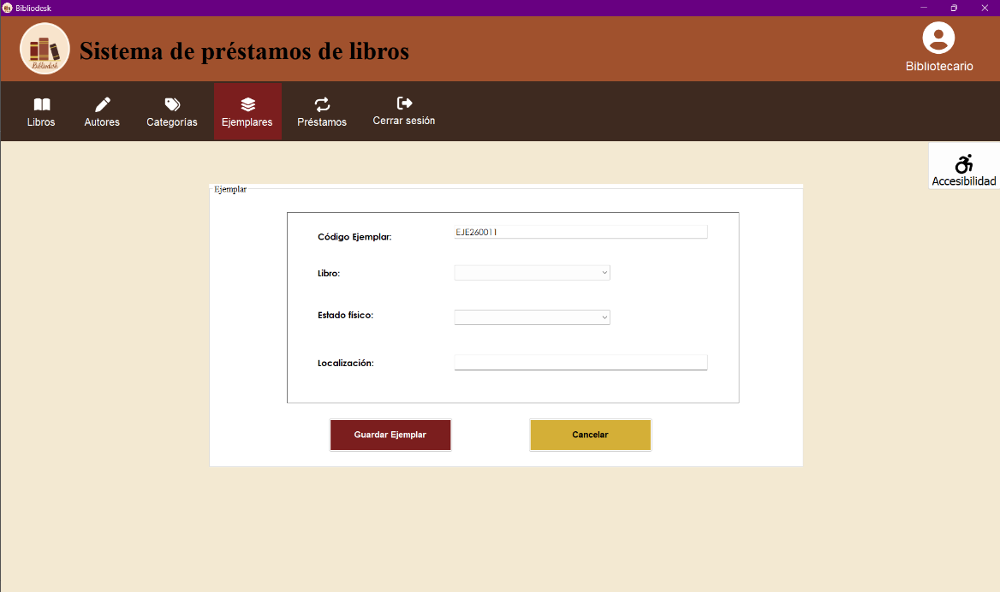 Bibliodesk
Bibliodesk
Sistema de préstamos de libros
Bibliotecario
Libros
Autores
Categorías
Ejemplares
Préstamos
Cerrar sesión
Accesibilidad
Ejemplar
Código Ejemplar:
EJE260011
Libro:
Estado físico:
Localización:
Guardar Ejemplar
Cancelar